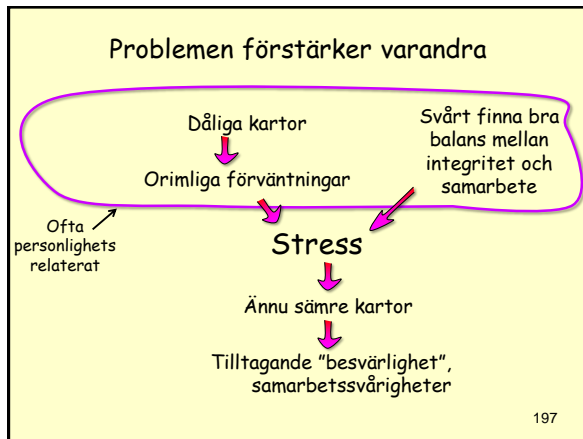 Problemen förstärker varandra
Dåliga kartor
Orimliga förväntningar
Svårt finna bra
balans mellan
integritet och
samarbete
Ofta
personlighets
relaterat
Stress
Ännu sämre kartor
Tilltagande ”besvärlighet”,
samarbetssvårigheter
197